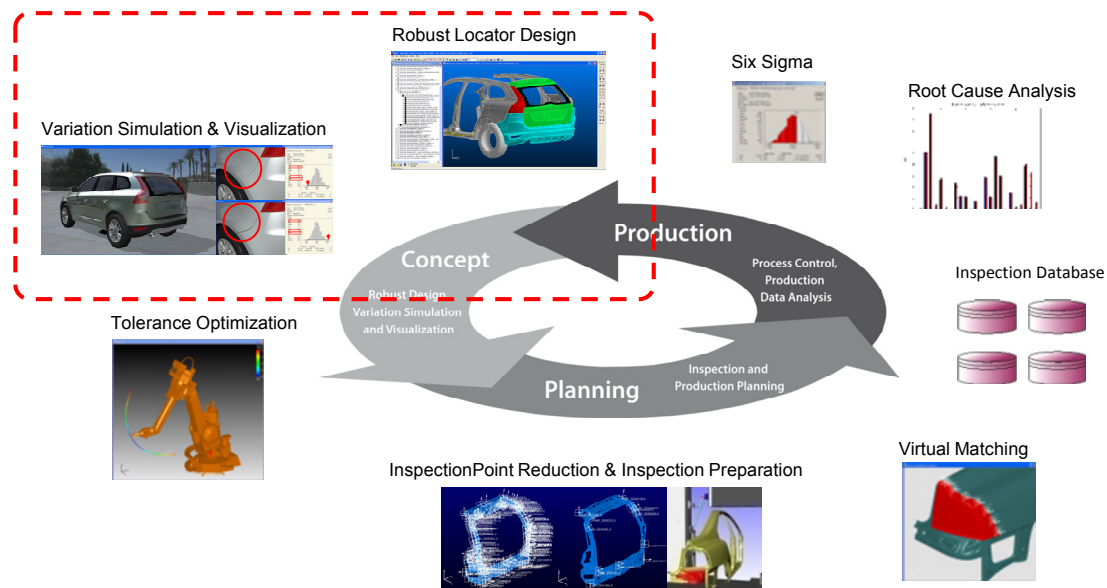 Robust Locator Design
Six Sigma
Root Cause Analysis
Variation Simulation & Visualization
Production
Process Control,
Production
Data Analysis
Concept
Robust Design
Variation Simulation
and Visualization
Inspection Database
Tolerance Optimization
Planning
Inspection and
Production Planning
Virtual Matching
InspectionPoint Reduction & Inspection Preparation